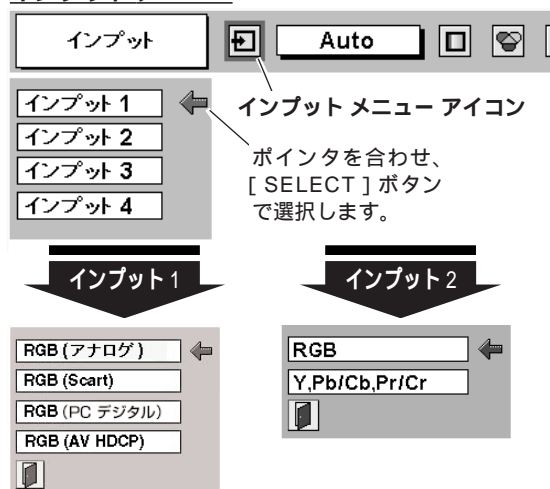 インプット
Auto
インプット 1
インプット 2
インプット 3
インプット 4
インプット メニュー アイコン
ポインタを合わせ、
［ SELECT ］ボタン
で選択します。
インプット 1
RGB (アナログ )
RGB (Scart)
RGB (PC デジタル)
RGB (AV HDCP)
インプット 2
RGB
Y,Pb/Cb,Pr/Cr